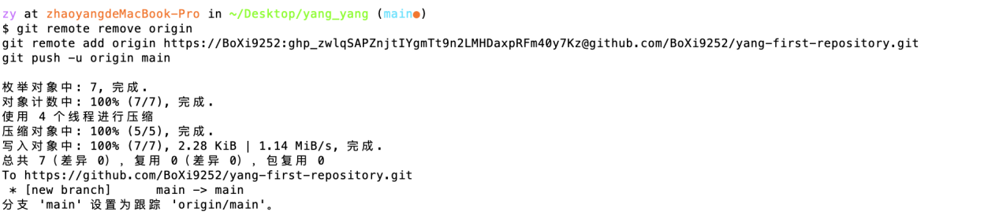 zy at zhaoyangdeMacBook-Pro in ~/Desktop/yang_yang (main●)
$ git remote remove origin
git remote add origin https://BoXi9252: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@github.com/BoXi9252/yang-first-repository.git
git push -u origin main
枚举对象中: 7, 完成.
对象计数中: 100% (7/7), 完成.
使用 4 个线程进行压缩
压缩对象中: 100% (5/5), 完成.
写入对象中: 100% (7/7), 2.28 KiB | 1.14 MiB/s, 完成.
总共 7（差异 0），复用 0（差异 0），包复用 0
To https://github.com/BoXi9252/yang-first-repository.git
 * [new branch]      main -> main
分支 'main' 设置为跟踪 'origin/main'。